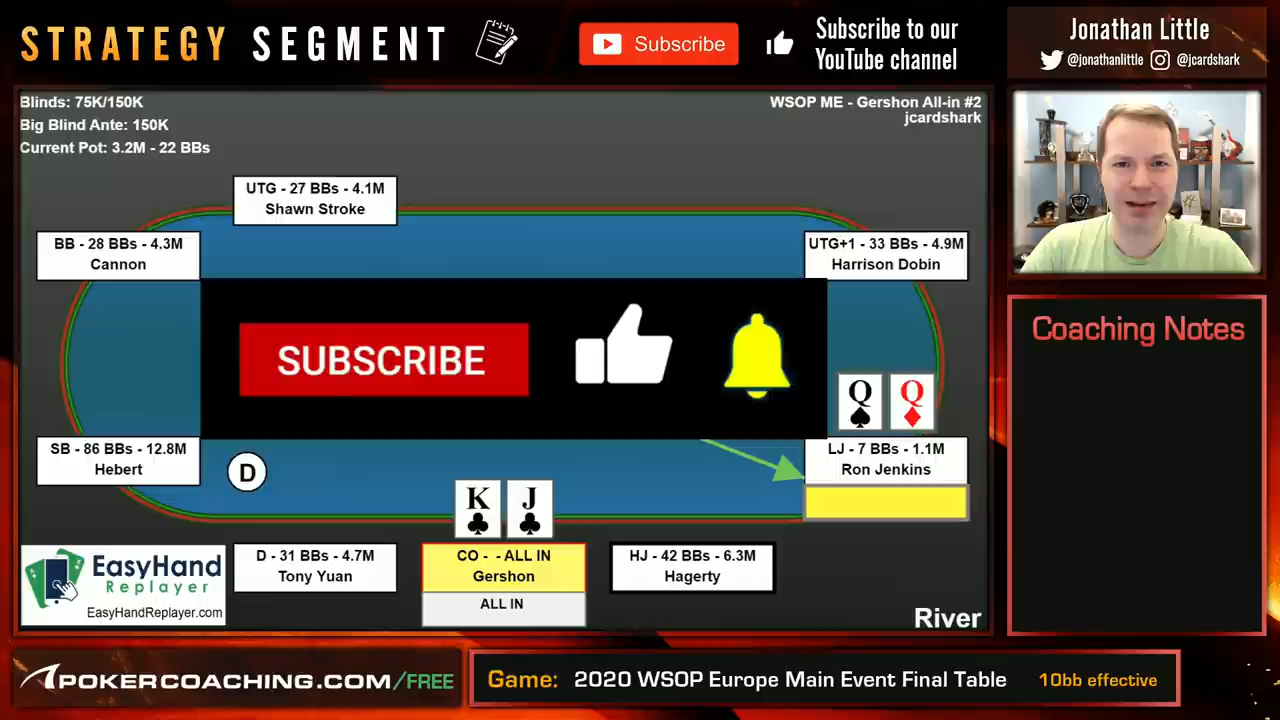 STRATEGY SEGMENT
Subscribe
Subscribe to our
YouTube channel
Jonathan Little
@jonathanlittle
@jcardshark
Blinds: 75K/150K
Big Blind Ante: 150K
Current Pot: 3.2M - 22 BBs
WSOP ME - Gershon All-in #2
jcardshark
UTG - 27 BBs - 4.1M
Shawn Stroke
BB - 28 BBs - 4.3M
Cannon
UTG+1 - 33 BBs - 4.9M
Harrison Dobin
SUBSCRIBE
Q Q
SB - 86 BBs - 12.8M
Hebert
D
LJ - 7 BBs - 1.1M
Ron Jenkins
K J
D - 31 BBs - 4.7M
Tony Yuan
CO - - ALL IN
Gershon
ALL IN
HJ - 42 BBs - 6.3M
Hagerty
EasyHand
Replayer
EasyHandReplayer.com
River
Coaching Notes
POKERCOACHING.COM/FREE
Game: 2020 WSOP Europe Main Event Final Table 10bb effective